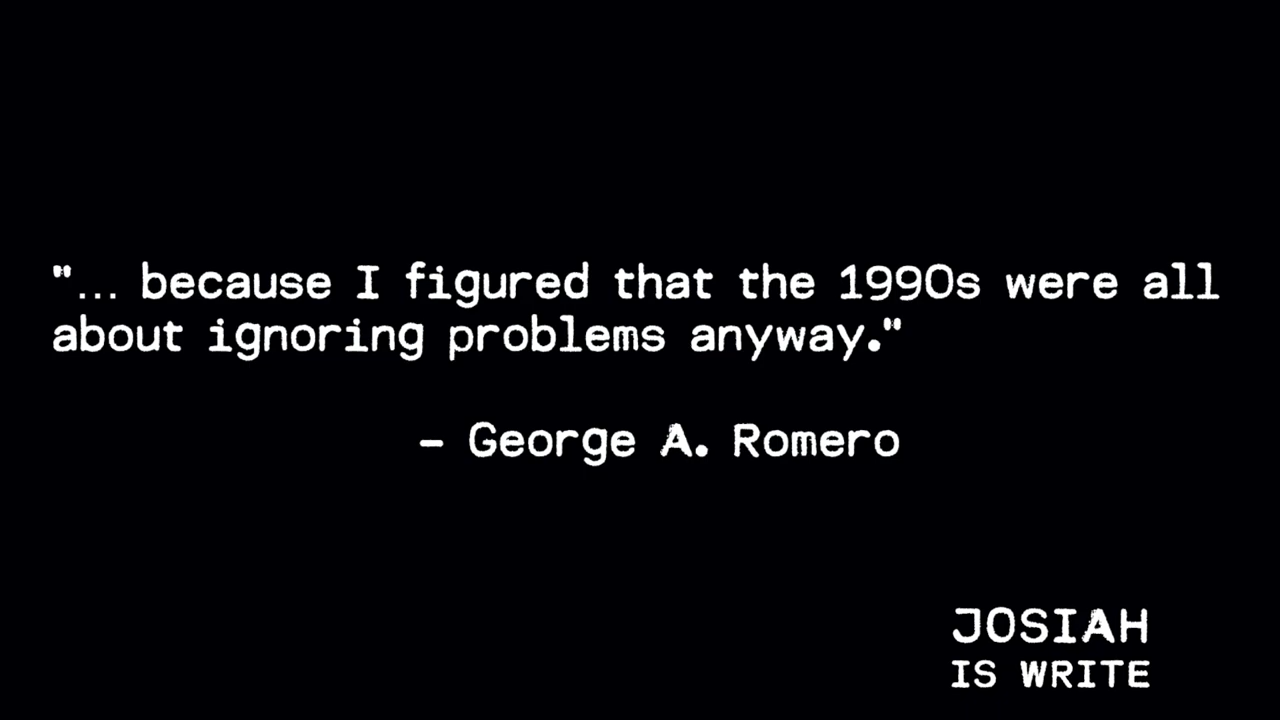 "... because I figured that the 1990s were all
about ignoring problems anyway."
- George A. Romero
JOSIAH
IS WRITE